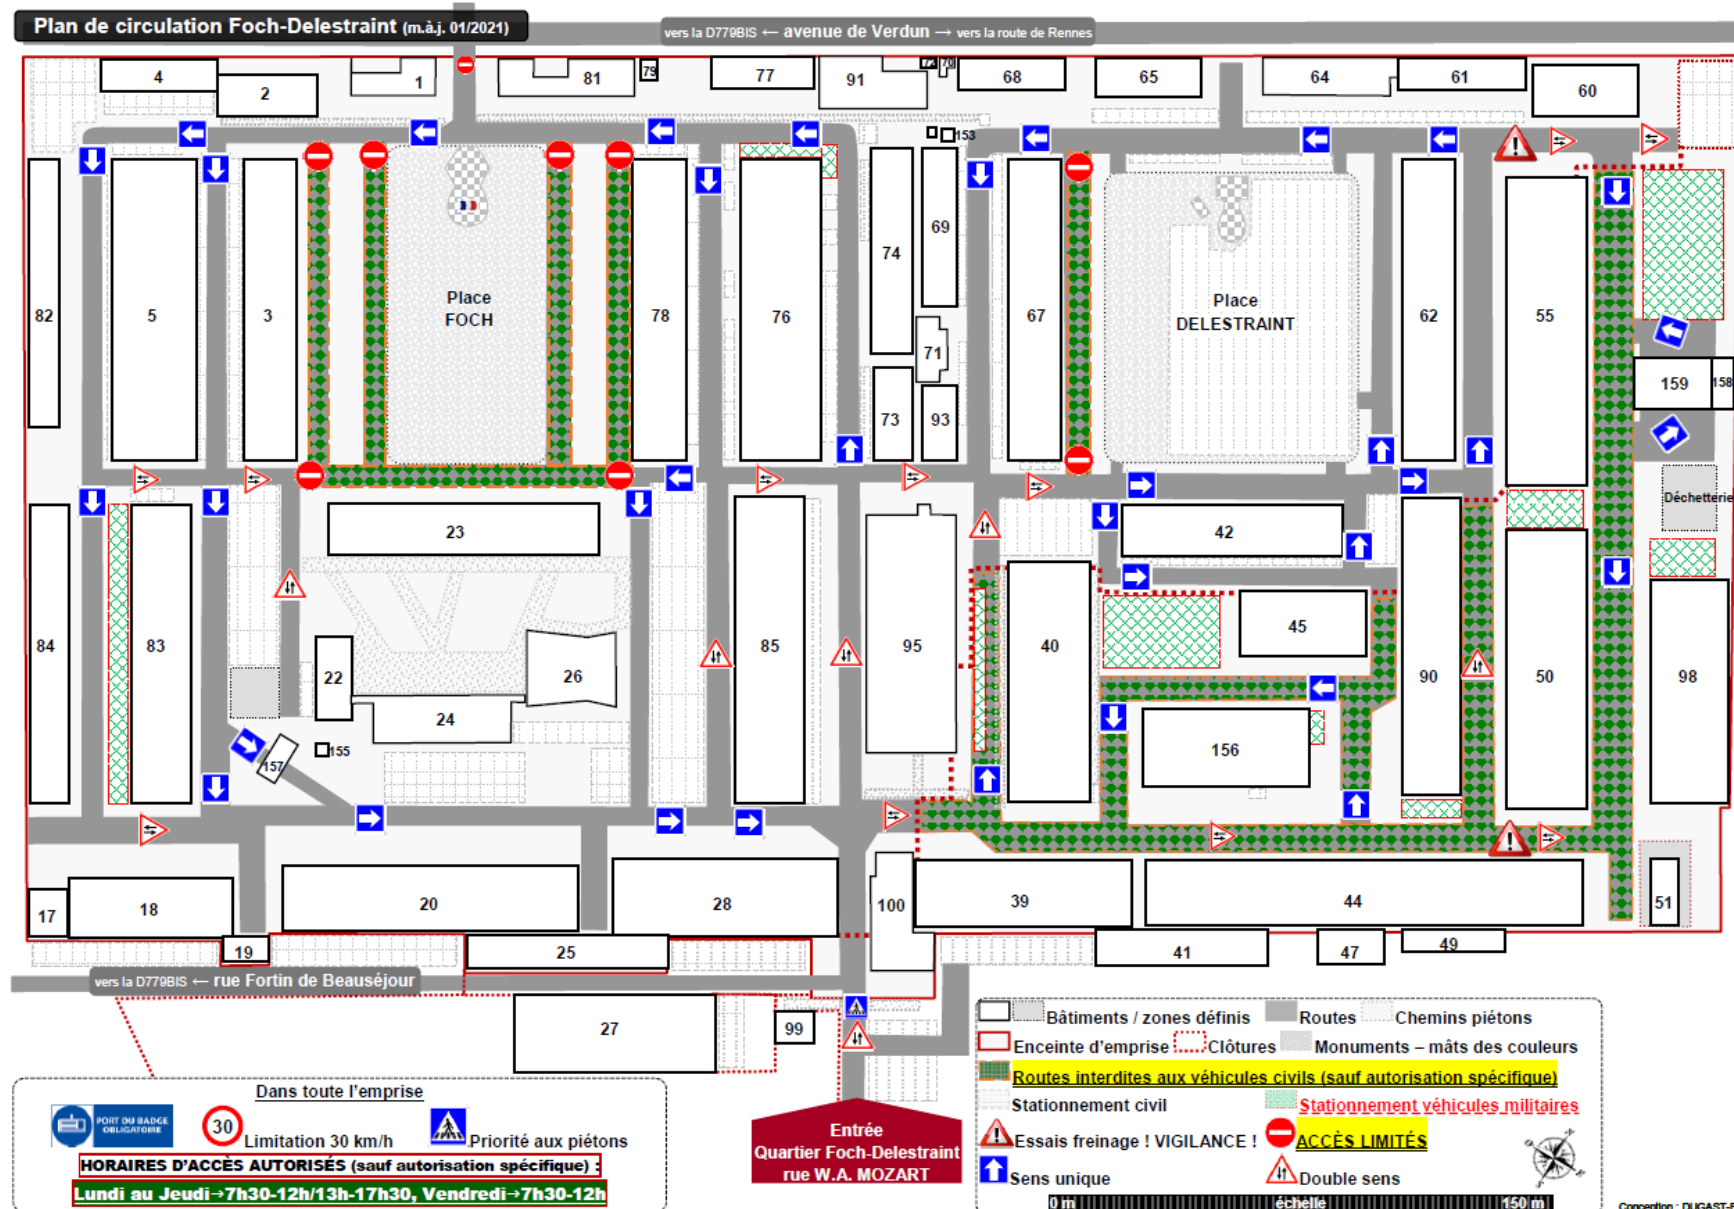 Plan de circulation Foch-Delestraint (m.à.j. 01/2021)
vers la D779BIS ← avenue de Verdun → vers la route de Rennes
4
2
1
81
79
77
91
72
70
68
65
64
61
60
153
82
5
3
Place
FOCH
78
76
74
69
71
73
93
67
Place
DELESTRAINT
62
55
159
158
Déchetterie
84
83
23
22
24
26
155
157
85
95
40
42
45
90
50
98
156
17
18
19
20
25
28
100
39
44
41
47
49
51
vers la D779BIS ← rue Fortin de Beauséjour
27
99
Dans toute l'emprise
PORT DU BADGE
OBLIGATOIRE
30
Limitation 30 km/h
Priorité aux piétons
HORAIRES D'ACCÈS AUTORISÉS (sauf autorisation spécifique) :
Lundi au Jeudi→7h30-12h/13h-17h30, Vendredi→7h30-12h
Entrée
Quartier Foch-Delestraint
rue W.A. MOZART
Bâtiments / zones définis
Routes
Chemins piétons
Enceinte d'emprise
Clôtures
Monuments – mâts des couleurs
Routes interdites aux véhicules civils (sauf autorisation spécifique)
Stationnement civil
Stationnement véhicules militaires
Essais freinage ! VIGILANCE !
ACCÈS LIMITÉS
Sens unique
Double sens
0 m échelle 150 m
Conception :